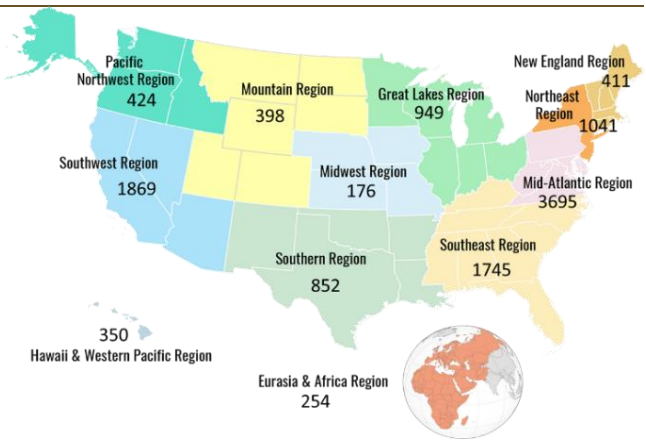 Pacific
Northwest Region
424
Mountain Region
398
Great Lakes Region
949
New England Region
411
Northeast
Region
1041
Southwest Region
1869
Midwest Region
176
Mid-Atlantic Region
3695
Southern Region
852
Southeast Region
1745
350
Hawaii & Western Pacific Region
Eurasia & Africa Region
254